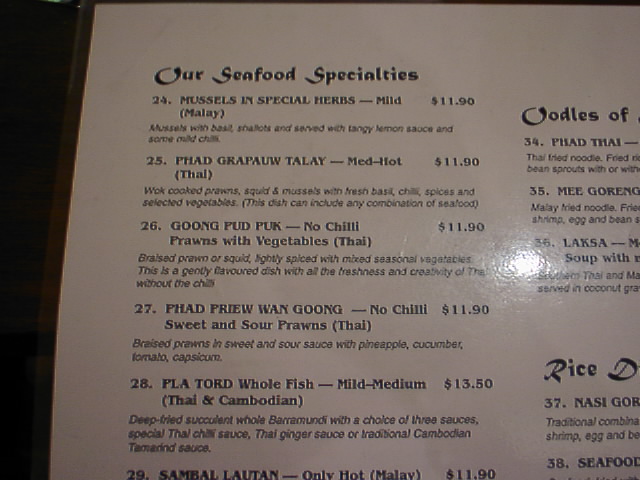 Our Seafood Specialties
24. MUSSELS IN SPECIAL HERBS — Mild $11.90
(Malay)
Mussels with basil, shallots and served with tangy lemon sauce and
some mild chilli.
25. PHAD GRAPAUW TALAY — Med-Hot $11.90
(Thai)
Wok cooked prawns, squid & mussels with fresh basil, chilli, spices and
selected vegetables. (This dish can include any combination of seafood)
26. GOONG PUD PUK — No Chilli $11.90
Prawns with Vegetables (Thai)
Braised prawn or squid, lightly spiced with mixed seasonal vegetables.
This is a gently flavoured dish with all the freshness and creativity of Thai
without the chilli
27. PHAD PRIEW WAN GOONG — No Chilli $11.90
Sweet and Sour Prawns (Thai)
Braised prawns in sweet and sour sauce with pineapple, cucumber,
tomato, capsicum.
28. PLA TORD Whole Fish — Mild-Medium $13.50
(Thai & Cambodian)
Deep-fried succulent whole Barramundi with a choice of three sauces,
special Thai chilli sauce, Thai ginger sauce or traditional Cambodian
Tamarind sauce.
29. SAMBAL LAUTAN — Only Hot (Malay) $11.90
Oodles of
34. PHAD THAI —
Thai fried noodle. Fried
bean sprouts with or
35. MEE GORENG
Malay fried noodle.
shrimp, egg and bean
36. LAKSA —
Soup with
Southern Thai and
served in coconut
Rice
37. NASI
Traditional
shrimp, egg and
38. SEAFOOD